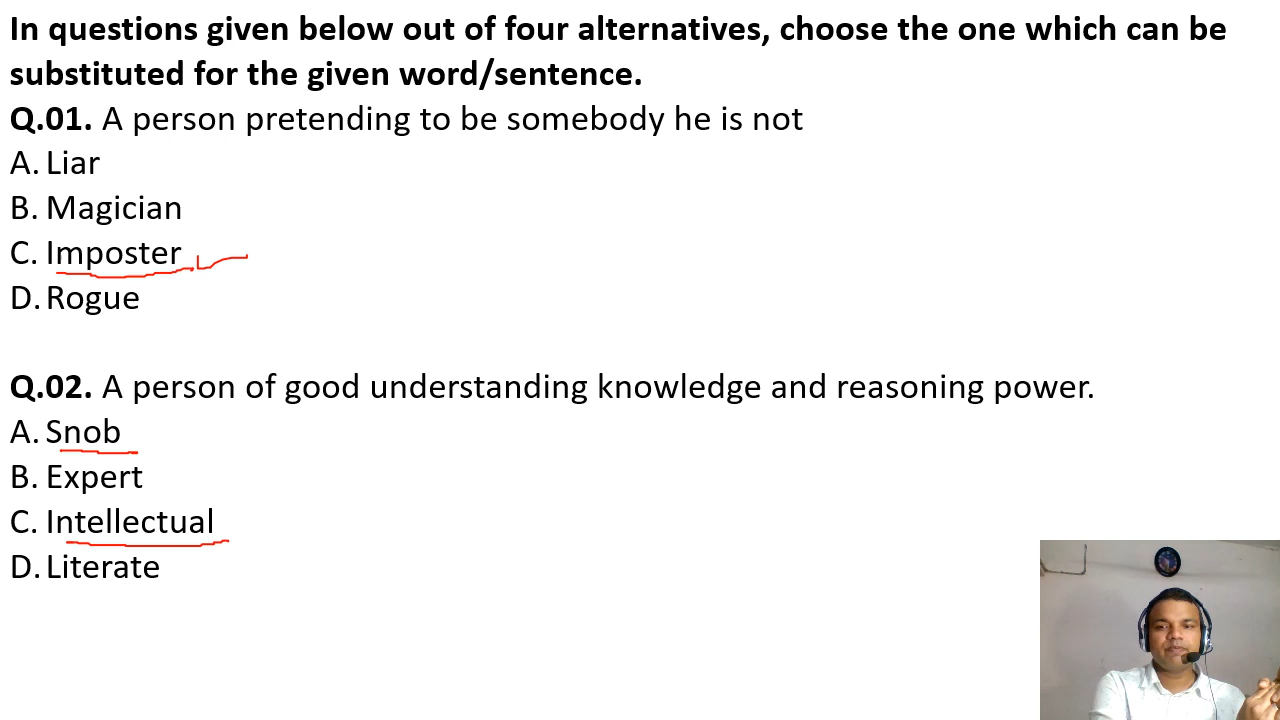 In questions given below out of four alternatives, choose the one which can be
substituted for the given word/sentence.
Q.01. A person pretending to be somebody he is not
A. Liar
B. Magician
C. Imposter
D. Rogue
Q.02. A person of good understanding knowledge and reasoning power.
A. Snob
B. Expert
C. Intellectual
D. Literate